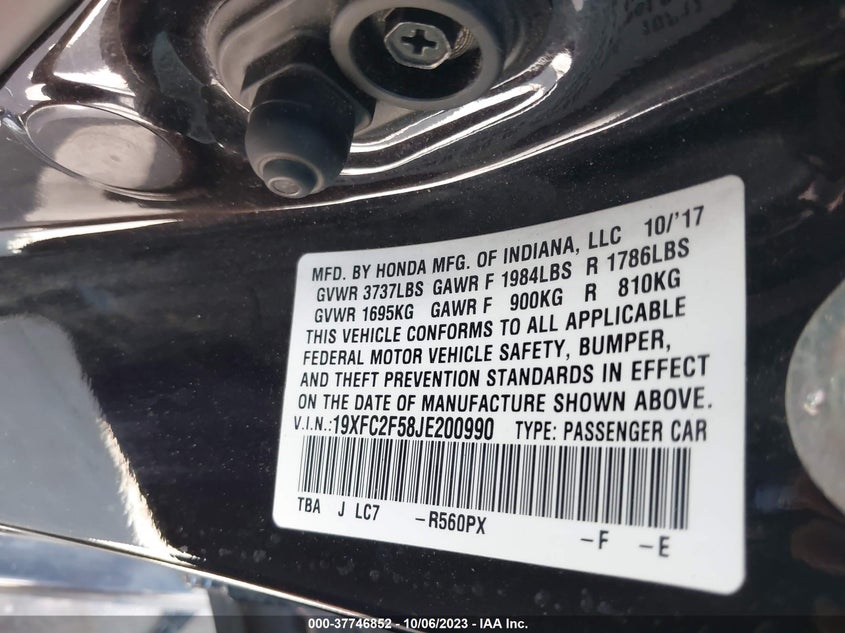 MFD. BY HONDA MFG. OF INDIANA, LLC 10/'17
GVWR 3737LBS GAWR F 1984LBS R 1786LBS
GVWR 1695KG GAWR F 900KG R 810KG
THIS VEHICLE CONFORMS TO ALL APPLICABLE
FEDERAL MOTOR VEHICLE SAFETY, BUMPER,
AND THEFT PREVENTION STANDARDS IN EFFECT
ON THE DATE OF MANUFACTURE SHOWN ABOVE.
V.I.N.:19XFC2F58JE200990 TYPE: PASSENGER CAR
TBA J LC7 -R560PX -F -E
000-37746852 - 10/06/2023 - IAA Inc.